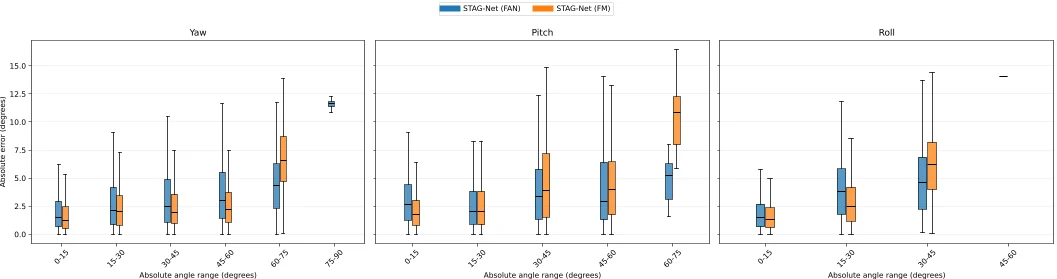 STAG-Net (FAN) STAG-Net (FM)
Yaw Pitch Roll
Absolute error (degrees)
15.0
12.5
10.0
7.5
5.0
2.5
0.0
0-15 15-30 30-45 45-60 60-75 75-90 0-15 15-30 30-45 45-60 60-75 0-15 15-30 30-45 45-60
Absolute angle range (degrees) Absolute angle range (degrees) Absolute angle range (degrees)